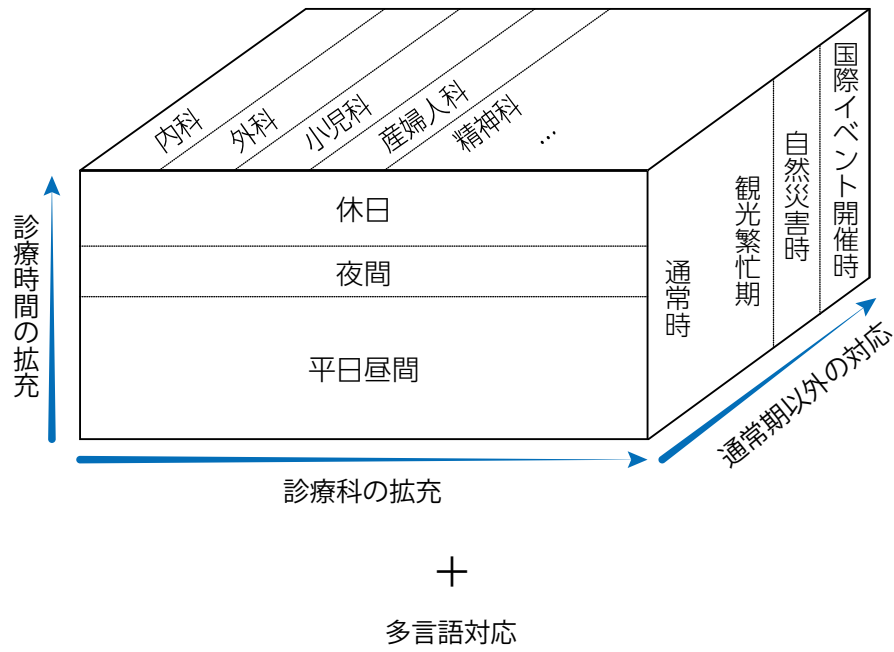 内科
外科
小児科
産婦人科
精神科
…
休日
夜間
平日昼間
通常時
観光繁忙期
自然災害時
国際イベント開催時
診療時間の拡充
診療科の拡充
通常期以外の対応
＋
多言語対応